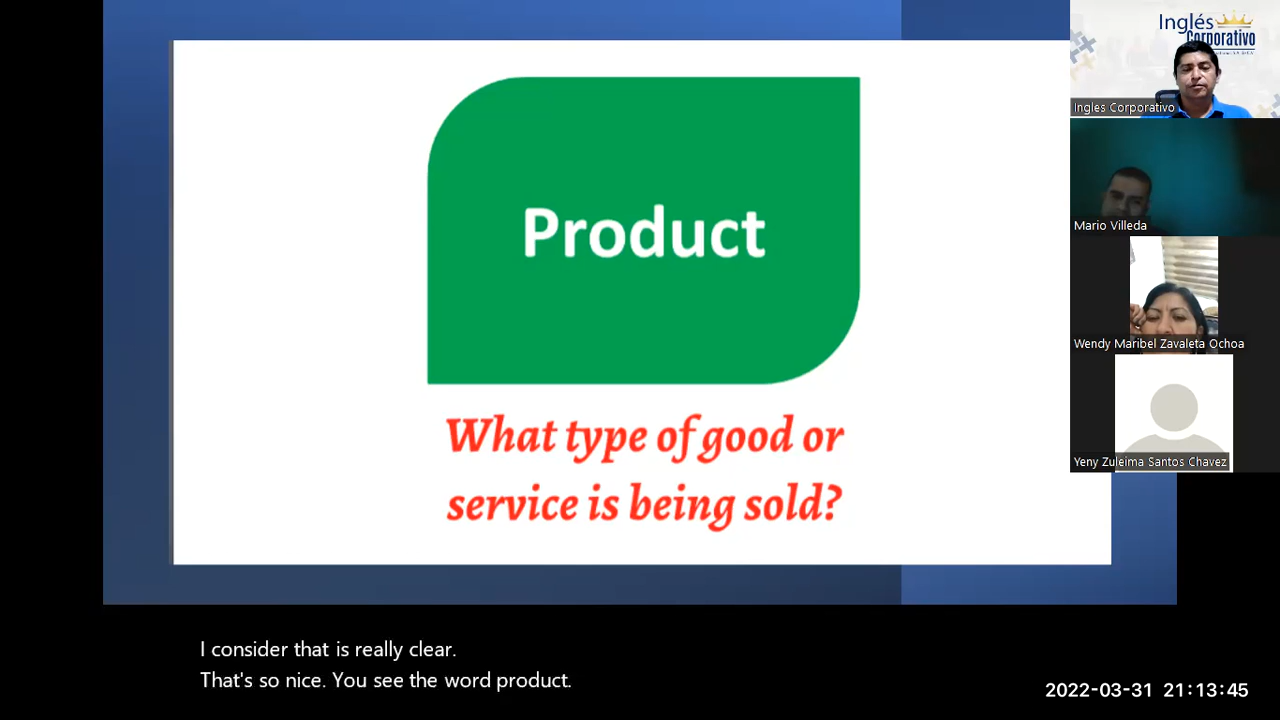 Product
What type of good or
service is being sold?
Inglés
Corporativo
Ingles Corporativo
Mario Villeda
Wendy Maribel Zavaleta Ochoa
Yeny Zuleima Santos Chavez
I consider that is really clear.
That's so nice. You see the word product.
2022-03-31 21:13:45